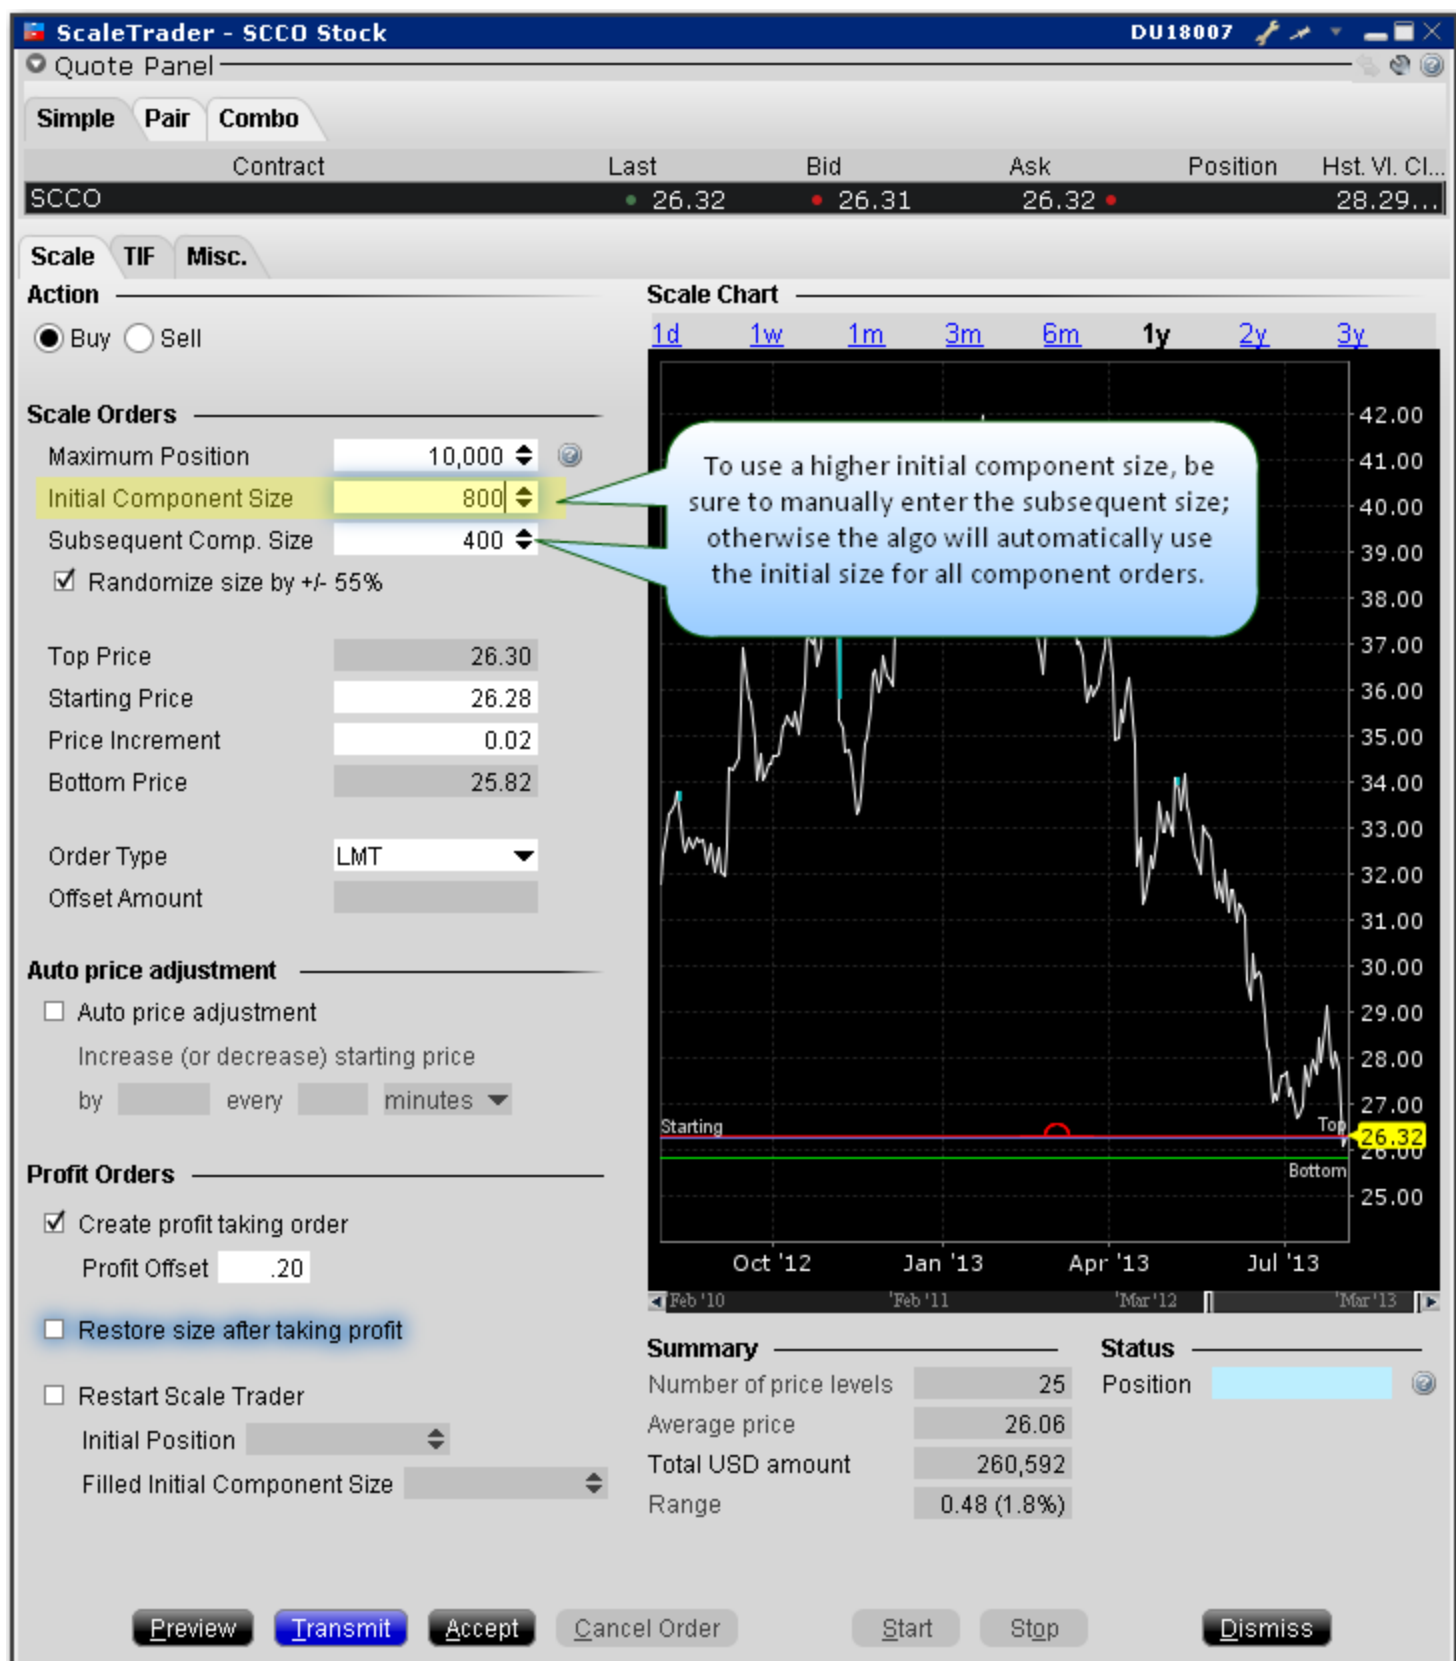 ScaleTrader - SCCO Stock DU18007
Quote Panel
Simple Pair Combo
Contract Last Bid Ask Position Hst. Vl. Cl...
SCCO 26.32 26.31 26.32 28.29...
Scale TIF Misc.
Action
Buy Sell
Scale Orders
Maximum Position 10,000
Initial Component Size 800
Subsequent Comp. Size 400
Randomize size by +/- 55%
Top Price 26.30
Starting Price 26.28
Price Increment 0.02
Bottom Price 25.82
Order Type LMT
Offset Amount
Auto price adjustment
Auto price adjustment
Increase (or decrease) starting price
by every minutes
Profit Orders
Create profit taking order
Profit Offset .20
Restore size after taking profit
Restart Scale Trader
Initial Position
Filled Initial Component Size
Scale Chart
1d 1w 1m 3m 6m 1y 2y 3y
To use a higher initial component size, be
sure to manually enter the subsequent size;
otherwise the algo will automatically use
the initial size for all component orders.
42.00
41.00
40.00
39.00
38.00
37.00
36.00
35.00
34.00
33.00
32.00
31.00
30.00
29.00
28.00
27.00
Starting Top 26.32
26.00
Bottom
25.00
Oct '12 Jan '13 Apr '13 Jul '13
Feb '10 'Feb '11 'Mar '12 'Mar '13
Summary
Number of price levels 25
Average price 26.06
Total USD amount 260,592
Range 0.48 (1.8%)
Status
Position
Preview Transmit Accept Cancel Order Start Stop Dismiss